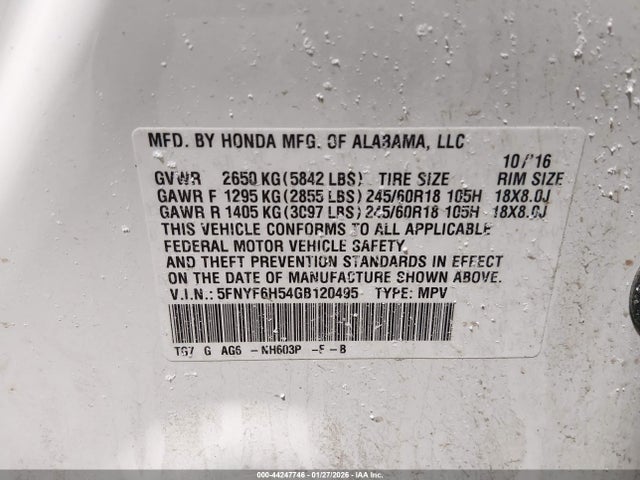 MFD. BY HONDA MFG. OF ALABAMA, LLC
10/'16
GVWR 2650 KG (5842 LBS) TIRE SIZE RIM SIZE
GAWR F 1295 KG (2855 LBS) 245/60R18 105H 18X8.0J
GAWR R 1405 KG (3097 LBS) 245/60R18 105H 18X8.0J
THIS VEHICLE CONFORMS TO ALL APPLICABLE
FEDERAL MOTOR VEHICLE SAFETY,
AND THEFT PREVENTION STANDARDS IN EFFECT
ON THE DATE OF MANUFACTURE SHOWN ABOVE.
V.I.N.: 5FNYF6H54GB120495 TYPE: MPV
TG7 G AG6 -NH603P -F -B
000-44247746 - 01/27/2026 - IAA Inc.